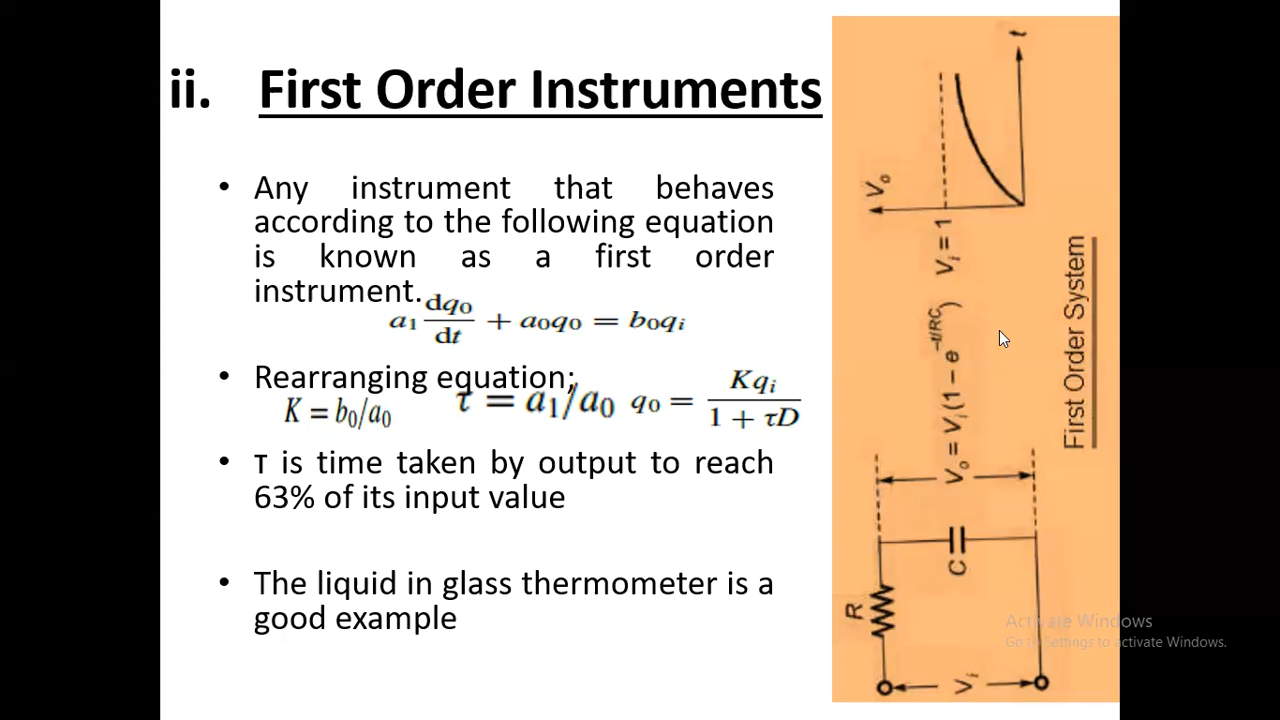 ii. First Order Instruments
• Any instrument that behaves
according to the following equation
is known as a first order
instrument.
a₁ dq₀/dt + a₀q₀ = b₀qᵢ
• Rearranging equation;
K = b₀/a₀ τ = a₁/a₀ q₀ = Kqᵢ/(1 + τD)
• τ is time taken by output to reach
63% of its input value
• The liquid in glass thermometer is a
good example
Vᵢ
R
C
Vₒ = Vᵢ (1 − e^(−t/RC))
Vᵢ = 1
Vₒ
t
First Order System
Activate Windows
Go to Settings to activate Windows.